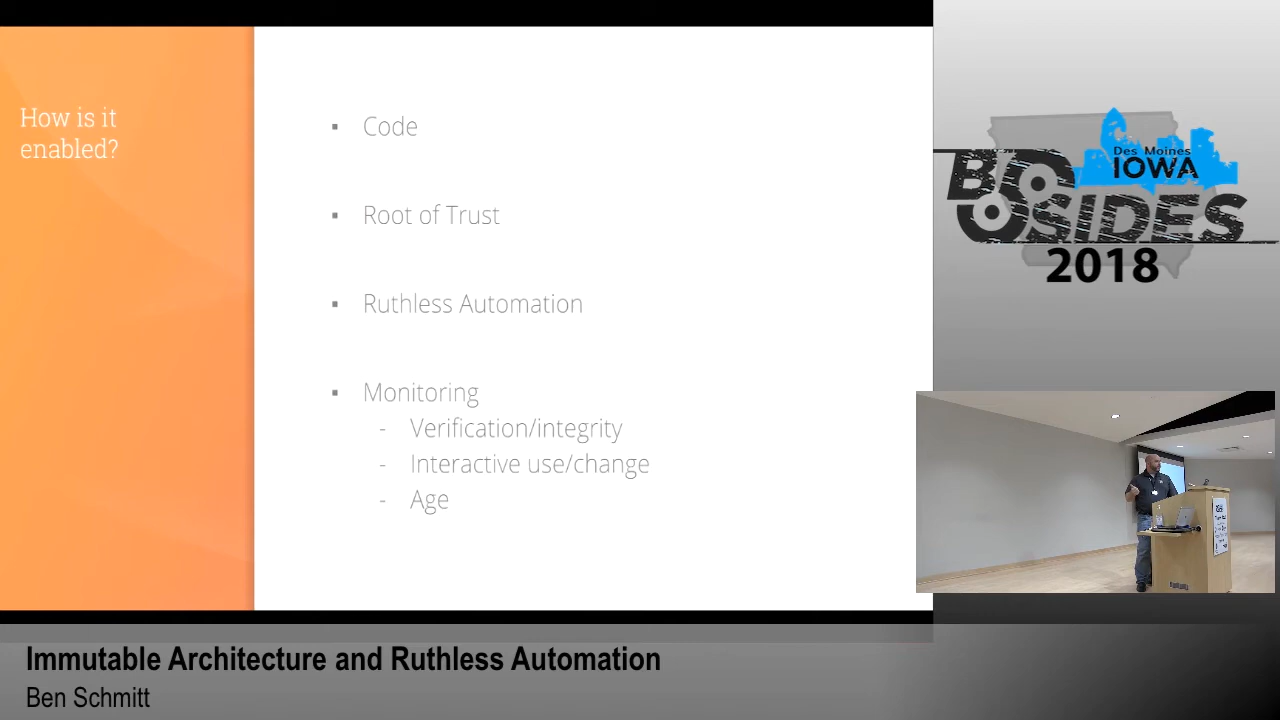 How is it
enabled?
Code
Root of Trust
Ruthless Automation
Monitoring
- Verification/integrity
- Interactive use/change
- Age
Des Moines
IOWA
BSIDES
2018
Immutable Architecture and Ruthless Automation
Ben Schmitt